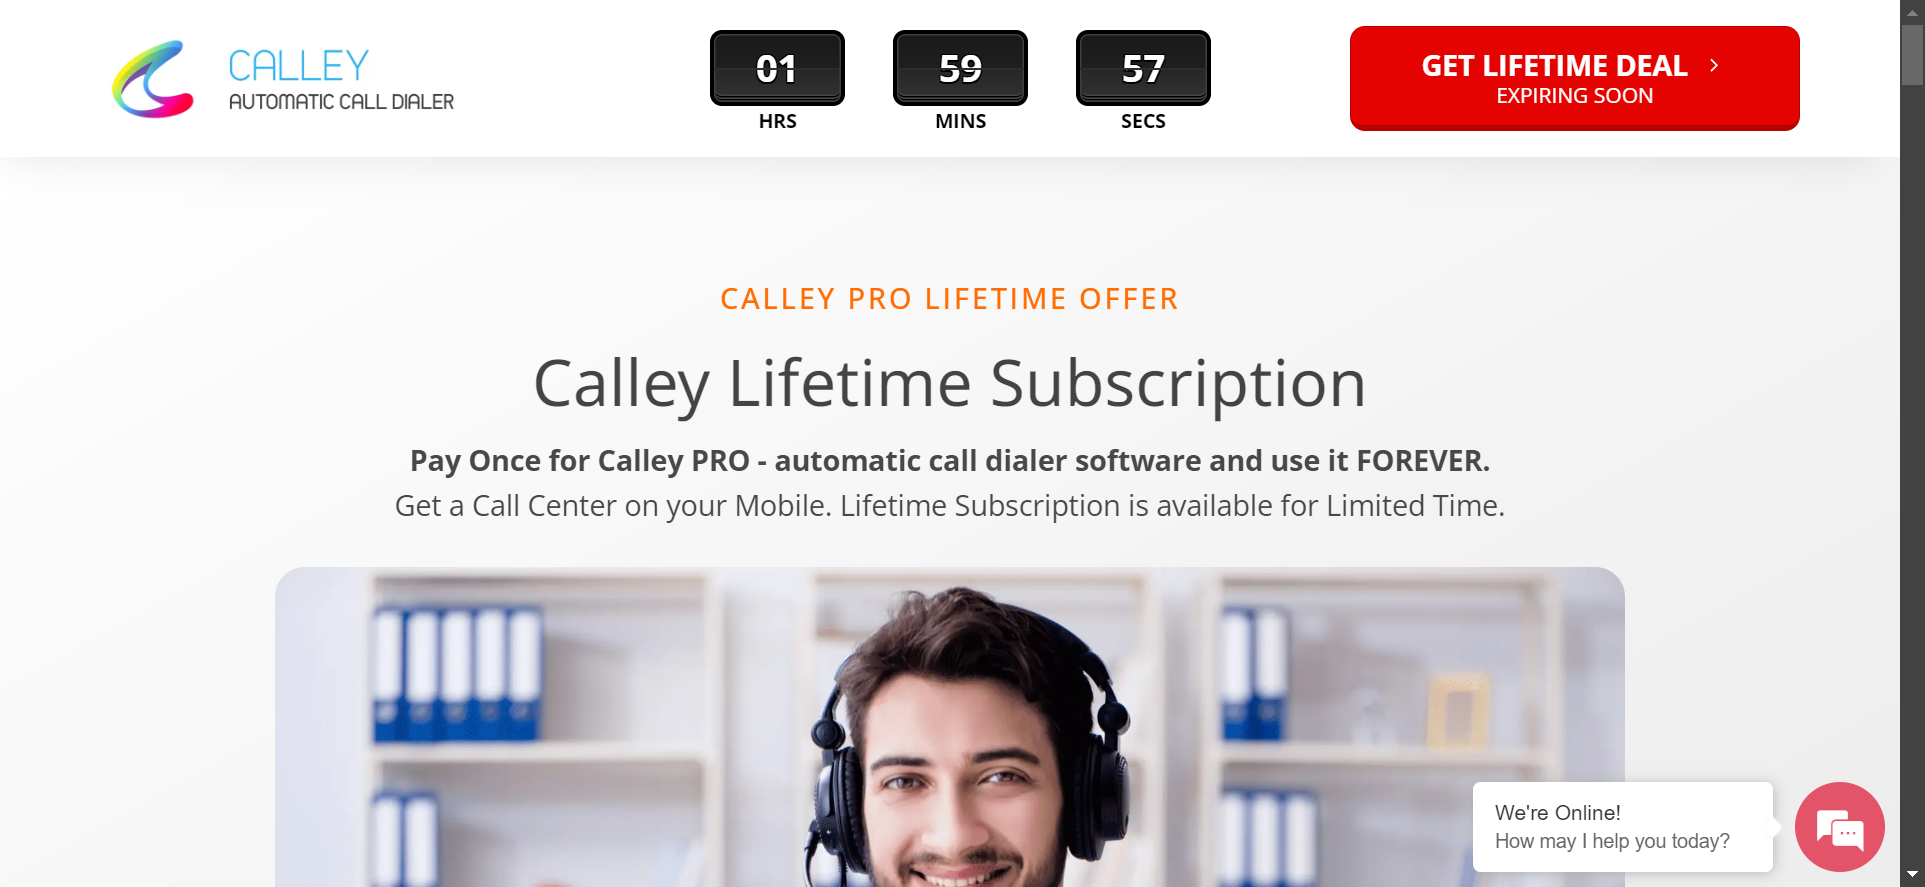 CALLEY
AUTOMATIC CALL DIALER
01
HRS
59
MINS
57
SECS
GET LIFETIME DEAL
EXPIRING SOON
CALLEY PRO LIFETIME OFFER
Calley Lifetime Subscription
Pay Once for Calley PRO - automatic call dialer software and use it FOREVER.
Get a Call Center on your Mobile. Lifetime Subscription is available for Limited Time.
We're Online!
How may I help you today?